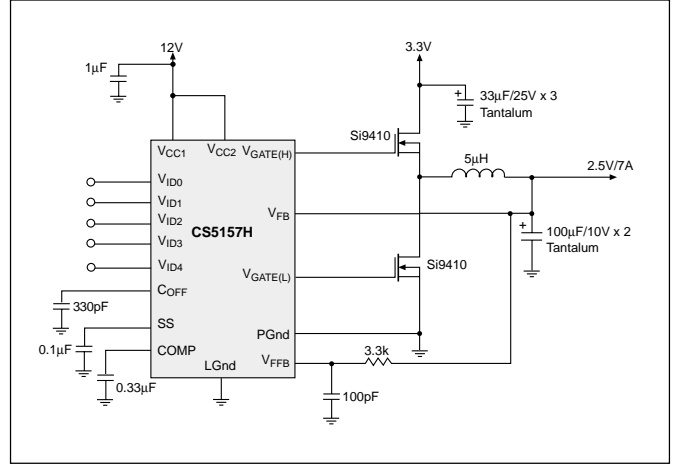 12V
1μF
3.3V
33μF/25V x 3
Tantalum
Si9410
5μH
2.5V/7A
VCC1
VCC2
VGATE(H)
VID0
VID1
VID2
VID3
VID4
CS5157H
VFB
100μF/10V x 2
Tantalum
VGATE(L)
Si9410
COFF
330pF
SS
0.1μF
COMP
0.33μF
LGnd
PGnd
VFFB
3.3k
100pF
+
+